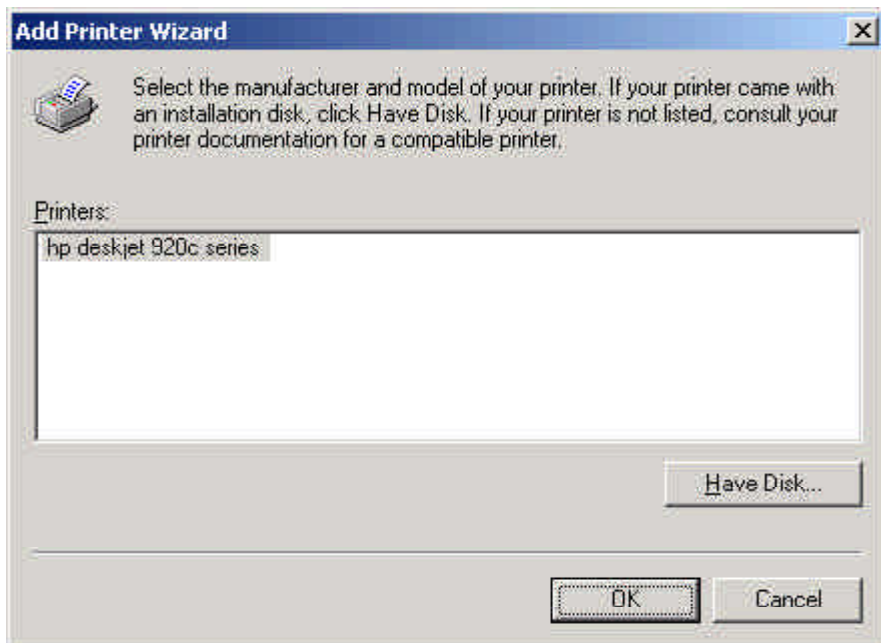 Add Printer Wizard
Select the manufacturer and model of your printer. If your printer came with
an installation disk, click Have Disk. If your printer is not listed, consult your
printer documentation for a compatible printer.
Printers:
hp deskjet 920c series
Have Disk...
OK
Cancel